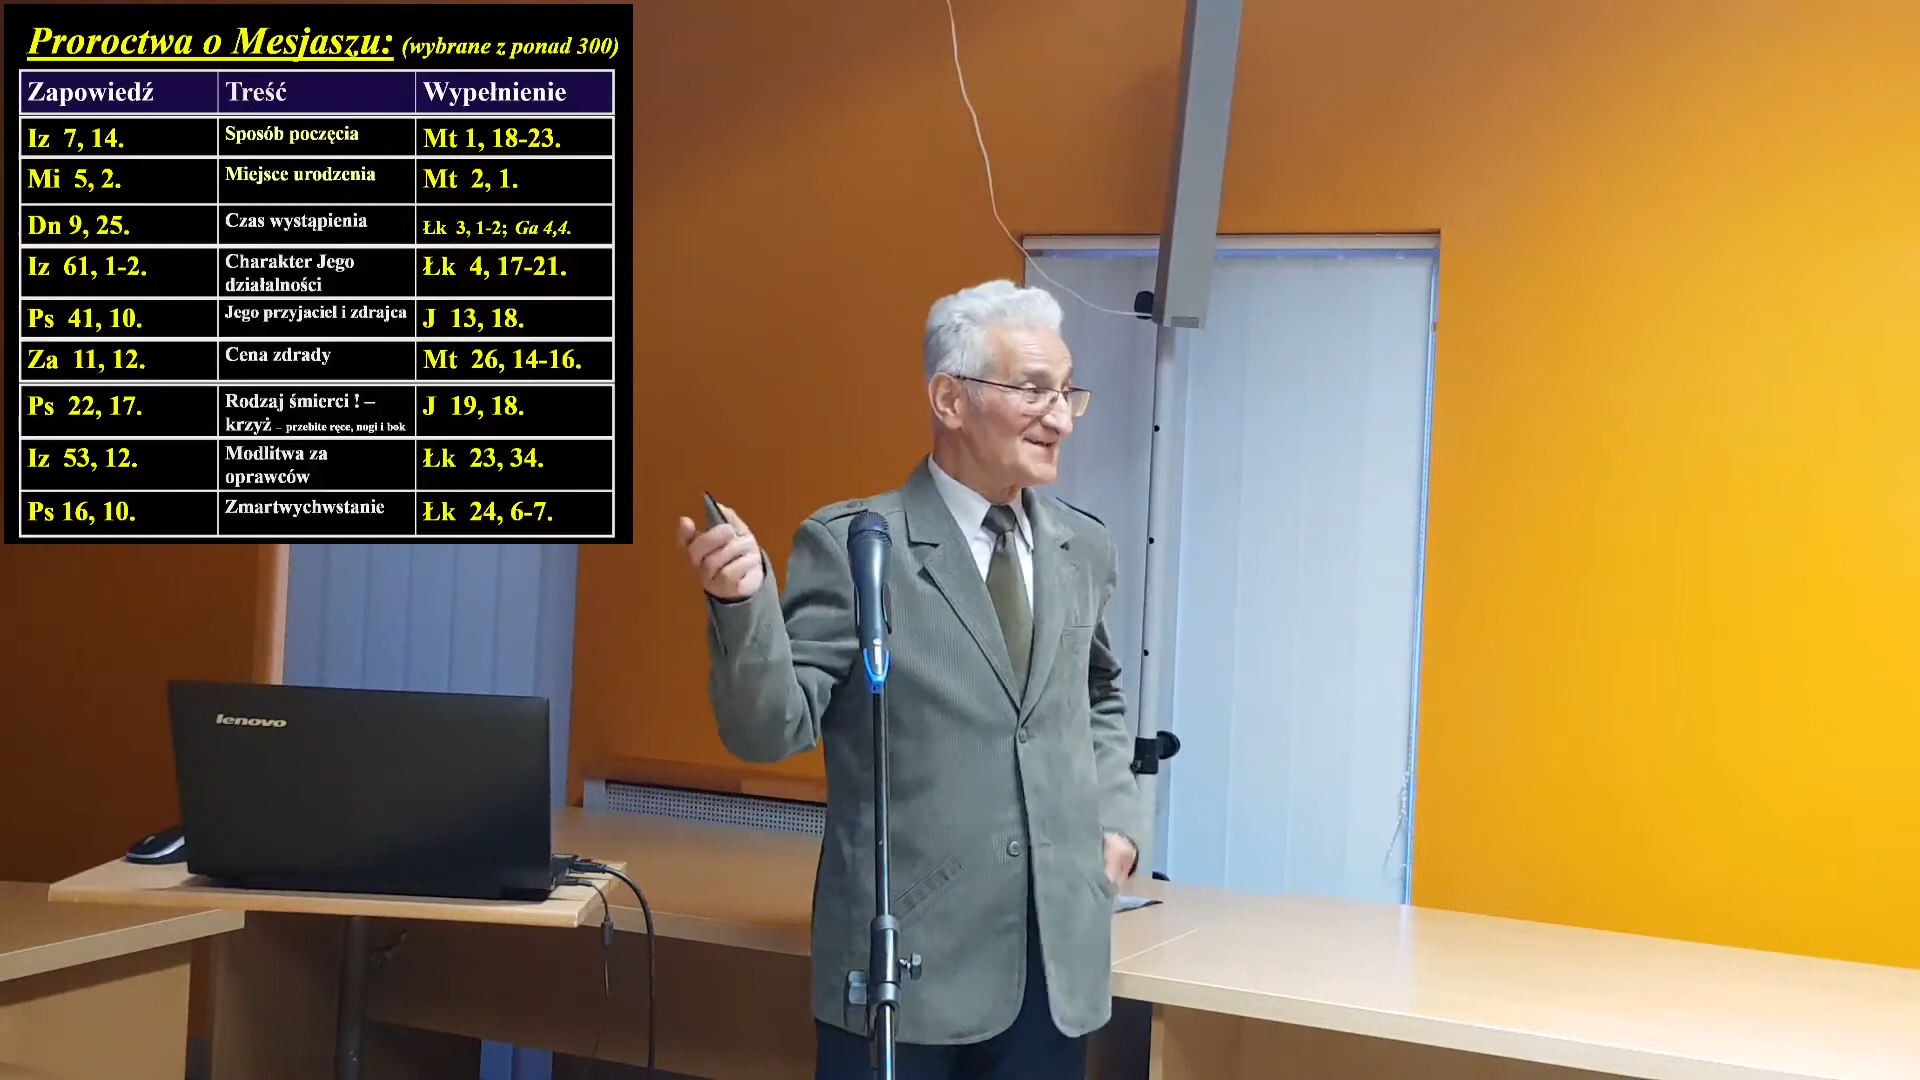 Proroctwa o Mesjaszu: (wybrane z ponad 300)
Zapowiedź Treść Wypełnienie
Iz 7, 14. Sposób poczęcia Mt 1, 18-23.
Mi 5, 2. Miejsce urodzenia Mt 2, 1.
Dn 9, 25. Czas wystąpienia Łk 3, 1-2; Ga 4,4.
Iz 61, 1-2. Charakter Jego
działalności Łk 4, 17-21.
Ps 41, 10. Jego przyjaciel i zdrajca J 13, 18.
Za 11, 12. Cena zdrady Mt 26, 14-16.
Ps 22, 17. Rodzaj śmierci ! –
krzyż – przebite ręce, nogi i bok J 19, 18.
Iz 53, 12. Modlitwa za
oprawców Łk 23, 34.
Ps 16, 10. Zmartwychwstanie Łk 24, 6-7.
lenovo